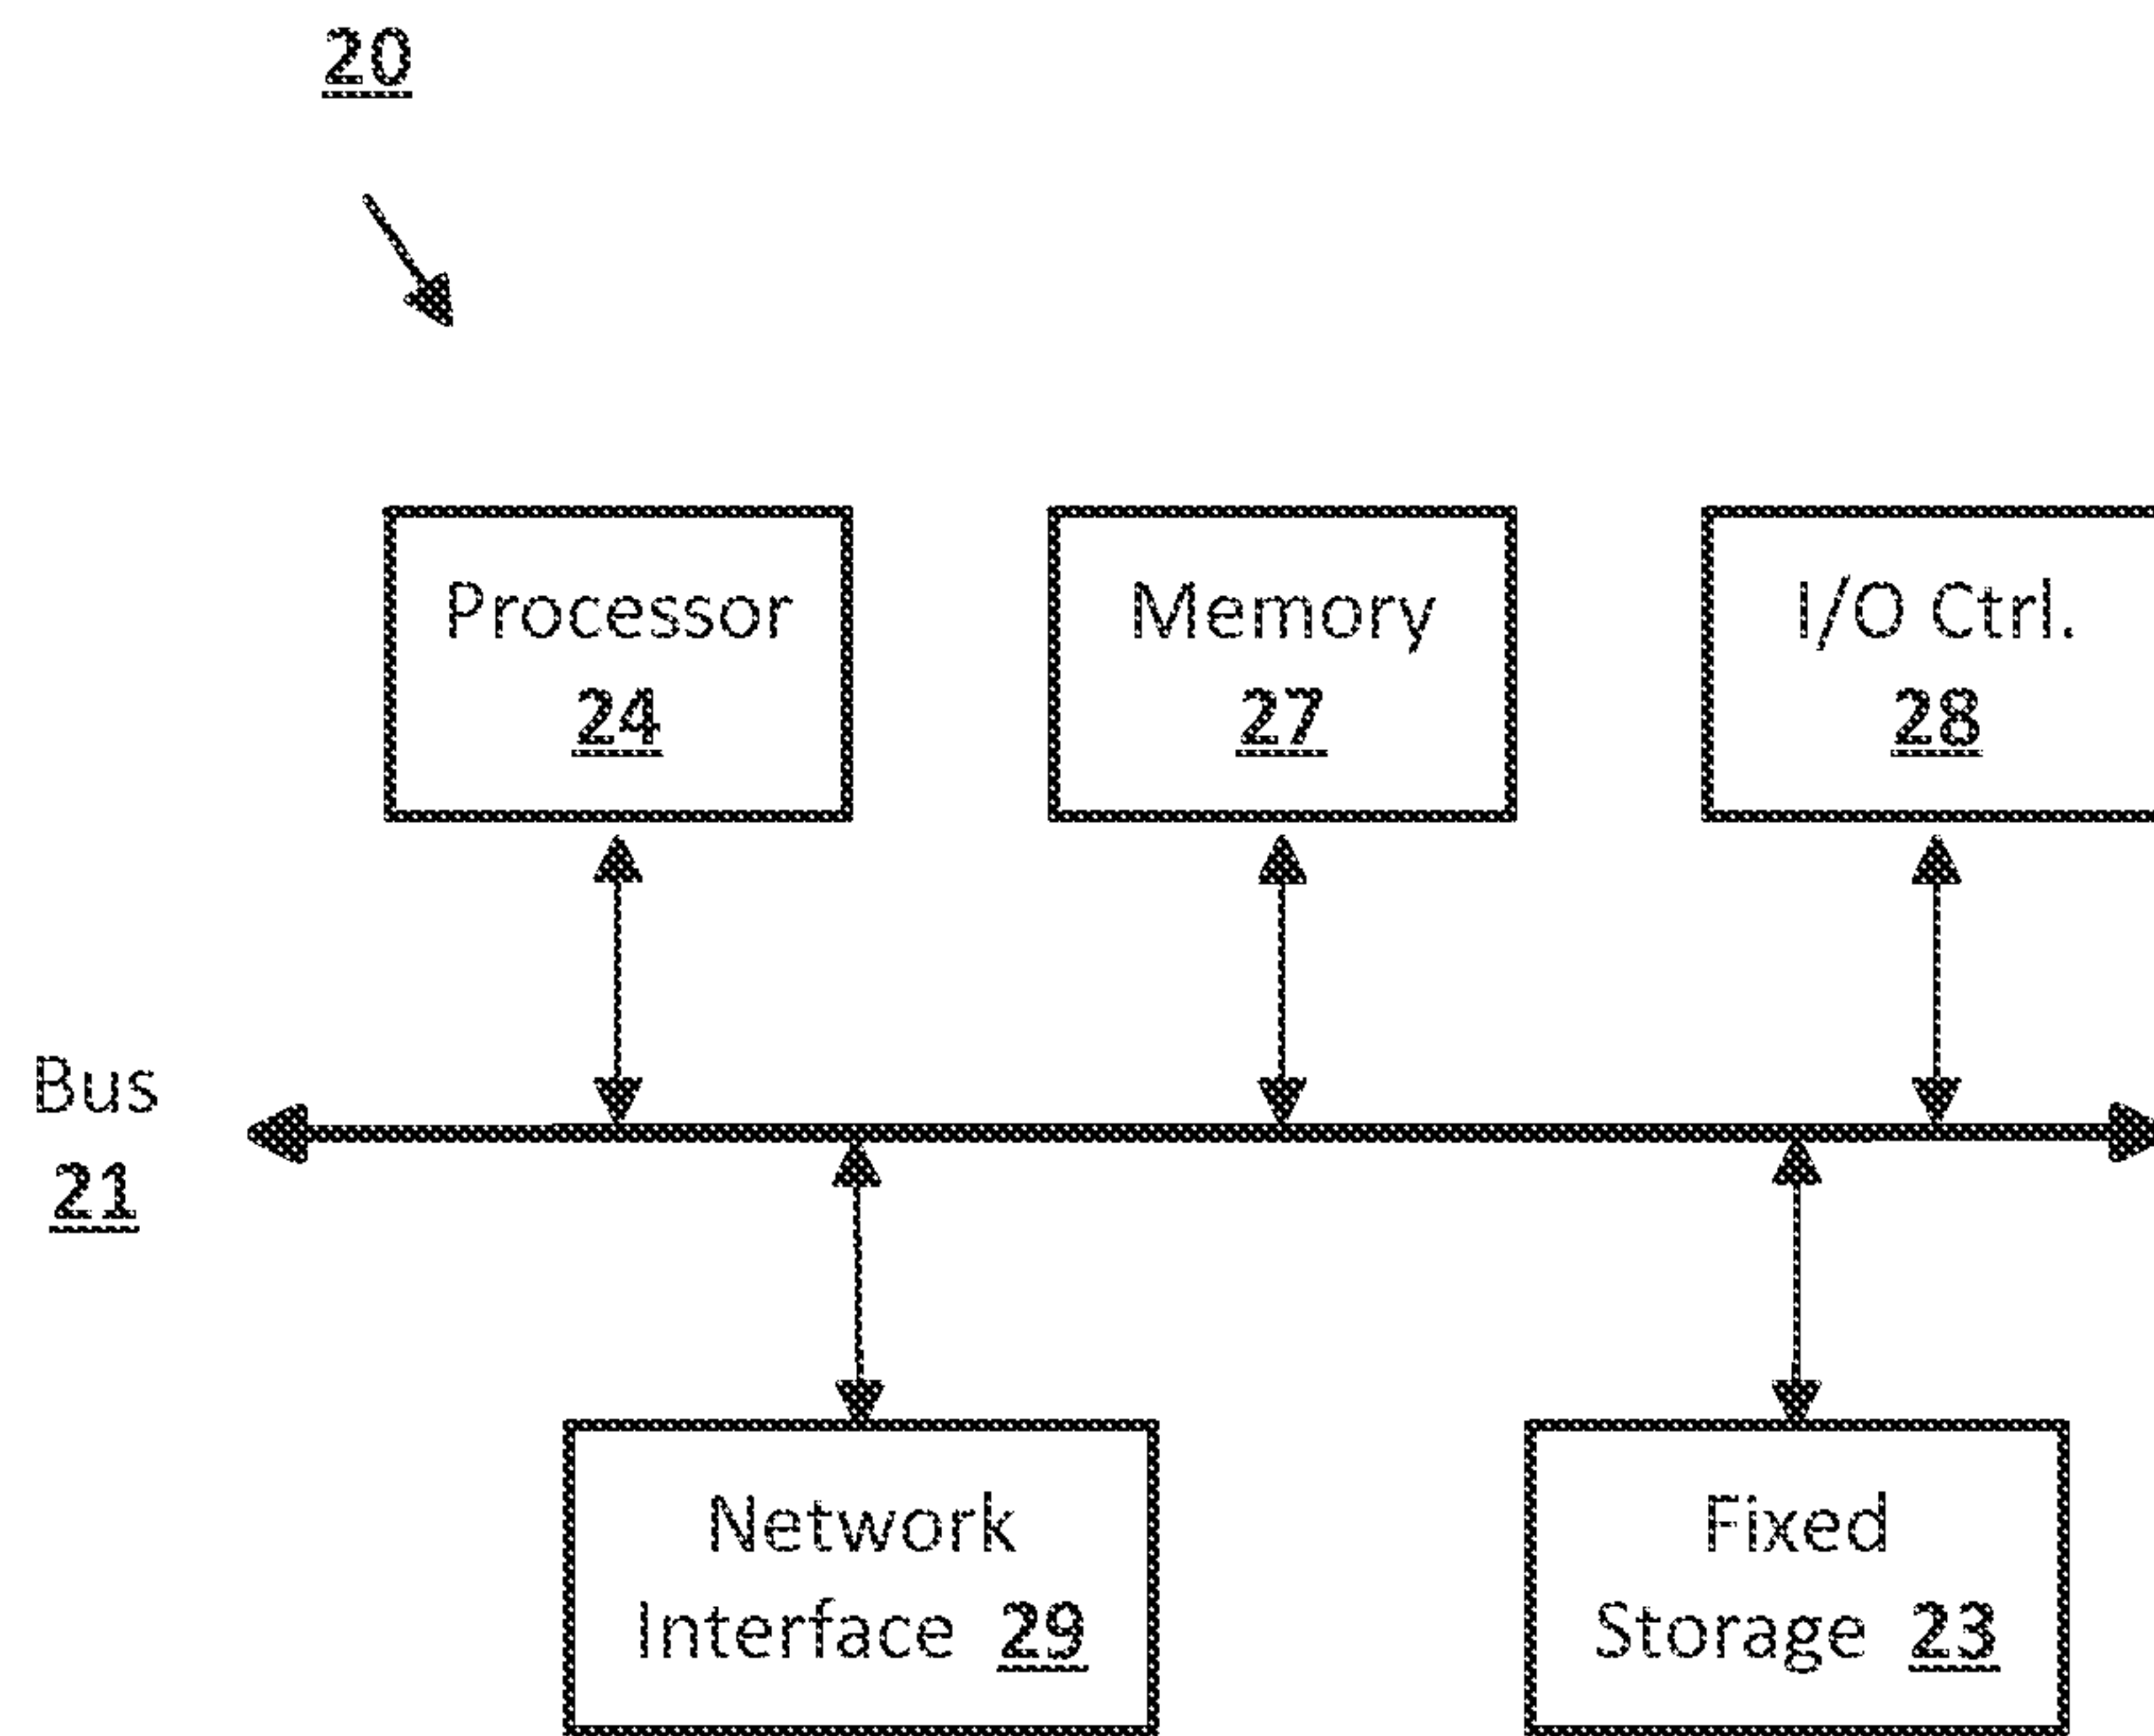 20
Processor
24
Memory
27
I/O Ctrl.
28
Bus
21
Network
Interface 29
Fixed
Storage 23